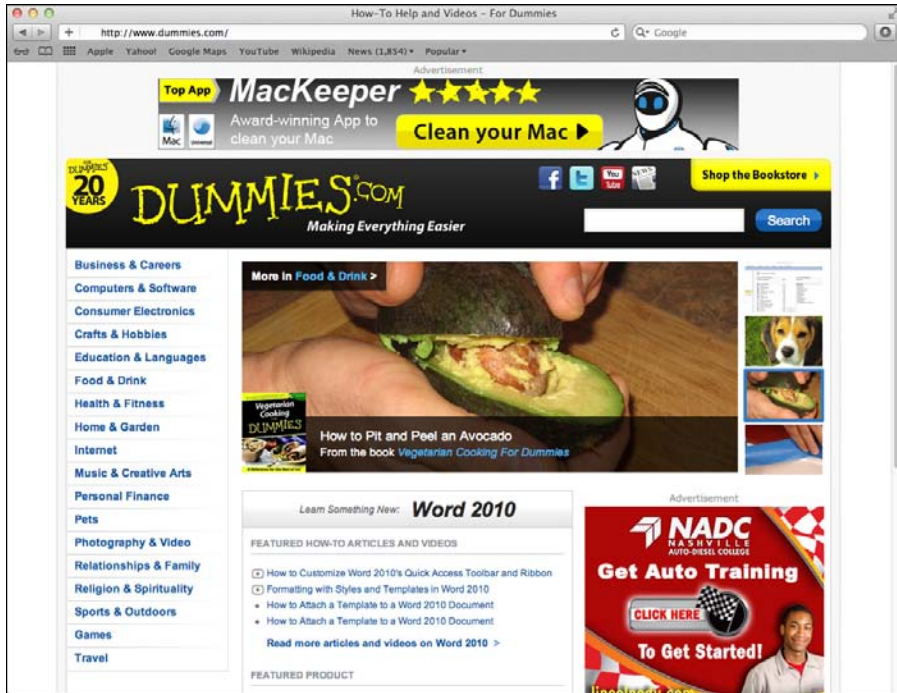 How-To Help and Videos – For Dummies
http://www.dummies.com/
Google
Apple Yahoo! Google Maps YouTube Wikipedia News (1,854) Popular
Advertisement
Top App
MacKeeper
Award-winning App to
clean your Mac
Clean your Mac
Mac
Universal
FOR
DUMMIES
20
YEARS
DUMMIES.COM
Making Everything Easier
f
t
You
Tube
NEWS
Shop the Bookstore
Search
Business & Careers
Computers & Software
Consumer Electronics
Crafts & Hobbies
Education & Languages
Food & Drink
Health & Fitness
Home & Garden
Internet
Music & Creative Arts
Personal Finance
Pets
Photography & Video
Relationships & Family
Religion & Spirituality
Sports & Outdoors
Games
Travel
More in Food & Drink >
Vegetarian
Cooking
DUMMIES
How to Pit and Peel an Avocado
From the book Vegetarian Cooking For Dummies
Learn Something New: Word 2010
FEATURED HOW-TO ARTICLES AND VIDEOS
How to Customize Word 2010's Quick Access Toolbar and Ribbon
Formatting with Styles and Templates in Word 2010
How to Attach a Template to a Word 2010 Document
How to Attach a Template to a Word 2010 Document
Read more articles and videos on Word 2010 >
FEATURED PRODUCT
Advertisement
NADC
NASHVILLE
AUTO-DIESEL COLLEGE
Get Auto Training
CLICK HERE
To Get Started!